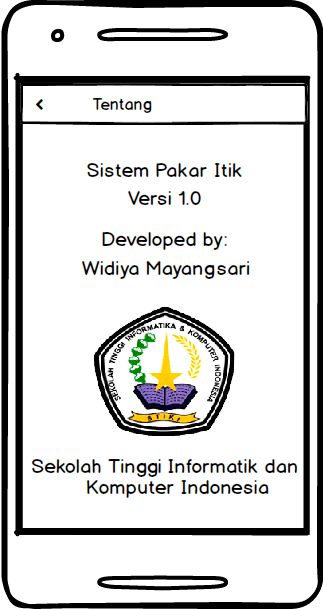 Tentang
Sistem Pakar Itik
Versi 1.0
Developed by:
Widiya Mayangsari
SEKOLAH TINGGI INFORMATIKA & KOMPUTER INDONESIA
STIKI
Sekolah Tinggi Informatik dan
Komputer Indonesia